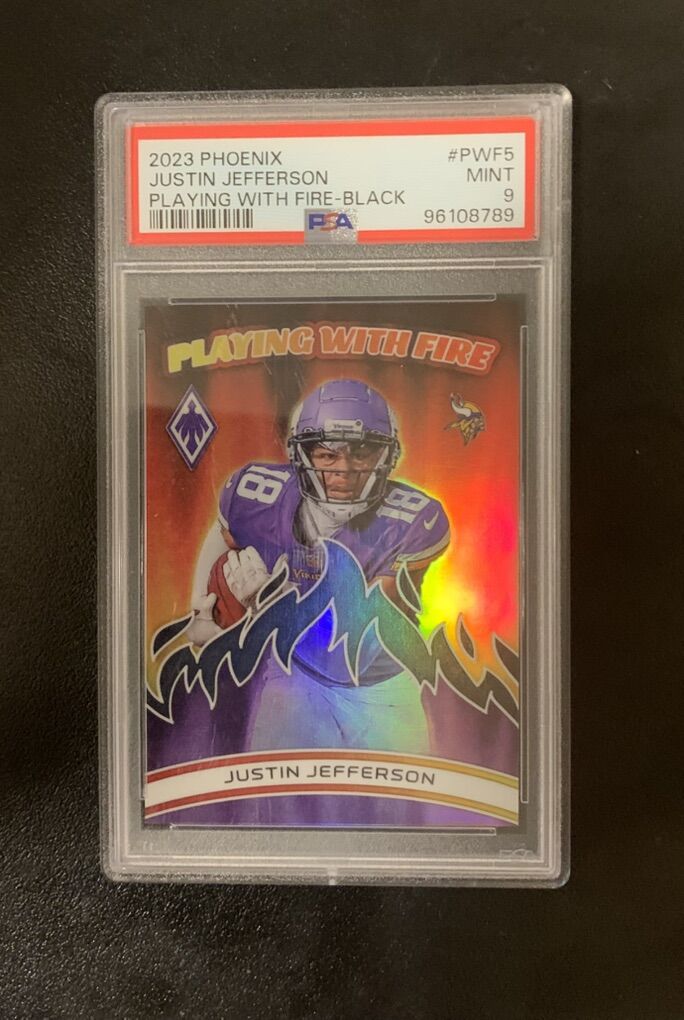 2023 PHOENIX #PWF5
JUSTIN JEFFERSON MINT
PLAYING WITH FIRE-BLACK 9
PSA 96108789
PLAYING WITH FIRE
Vikings
18 18
JUSTIN JEFFERSON